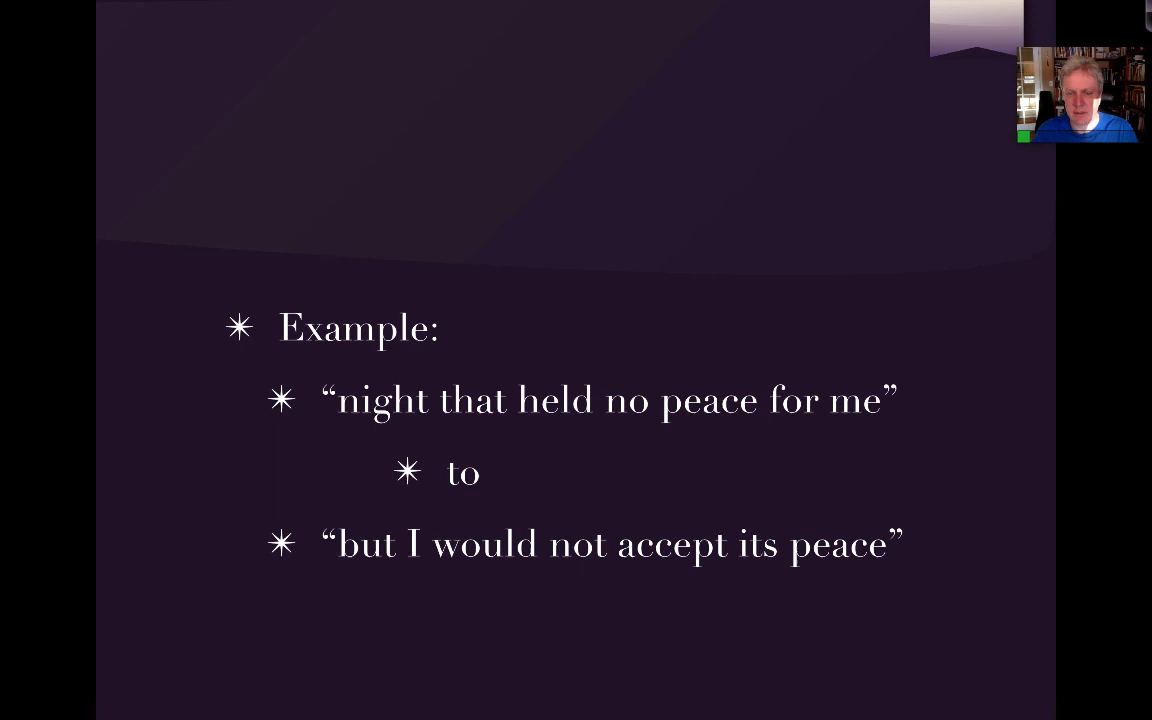 Example:
“night that held no peace for me”
to
“but I would not accept its peace”